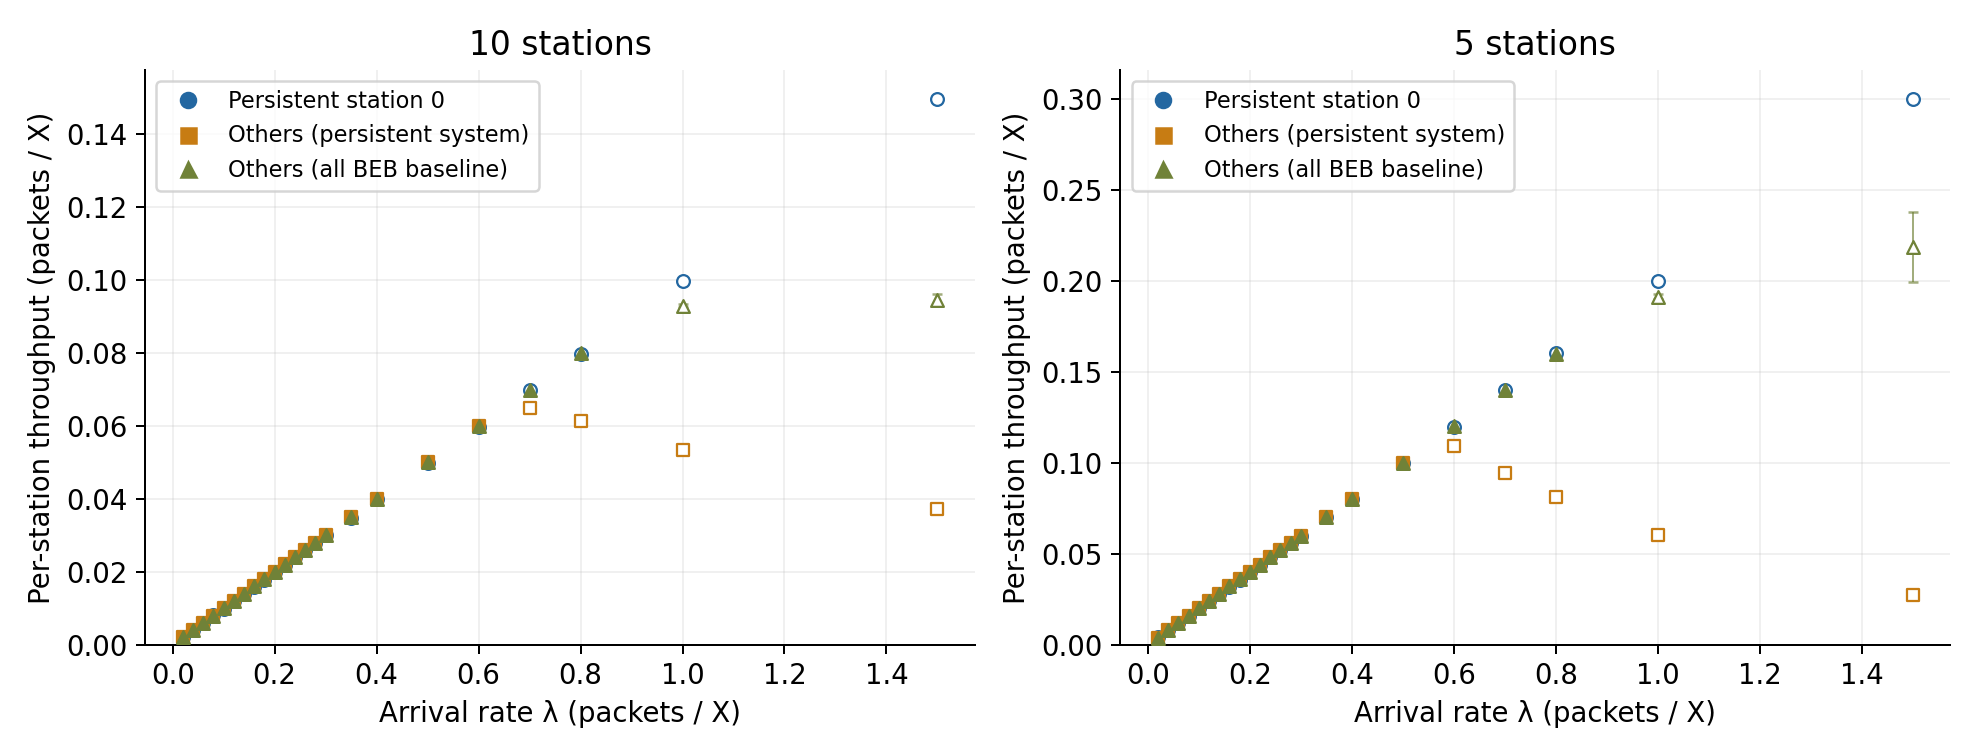 10 stations
Persistent station 0
Others (persistent system)
Others (all BEB baseline)
Per-station throughput (packets / X)
0.14
0.12
0.10
0.08
0.06
0.04
0.02
0.00
0.0 0.2 0.4 0.6 0.8 1.0 1.2 1.4
Arrival rate λ (packets / X)
5 stations
Persistent station 0
Others (persistent system)
Others (all BEB baseline)
Per-station throughput (packets / X)
0.30
0.25
0.20
0.15
0.10
0.05
0.00
0.0 0.2 0.4 0.6 0.8 1.0 1.2 1.4
Arrival rate λ (packets / X)